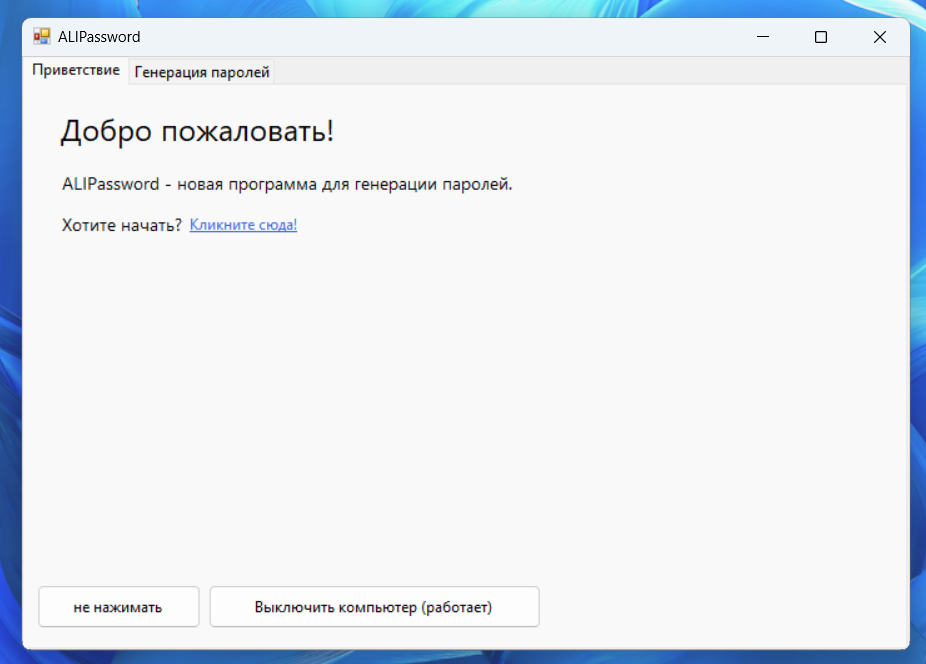 ALIPassword
Приветствие Генерация паролей
Добро пожаловать!
ALIPassword - новая программа для генерации паролей.
Хотите начать? Кликните сюда!
не нажимать Выключить компьютер (работает)